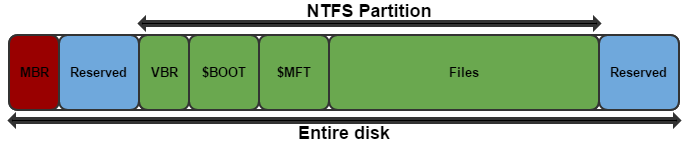 NTFS Partition
MBR Reserved VBR $BOOT $MFT Files Reserved
Entire disk